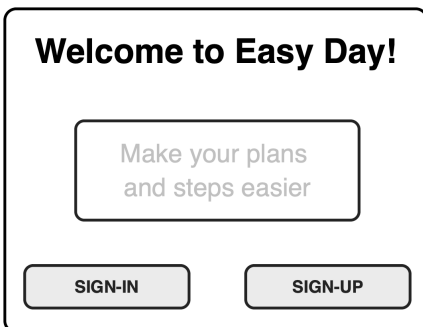 Welcome to Easy Day!
Make your plans
and steps easier
SIGN-IN
SIGN-UP